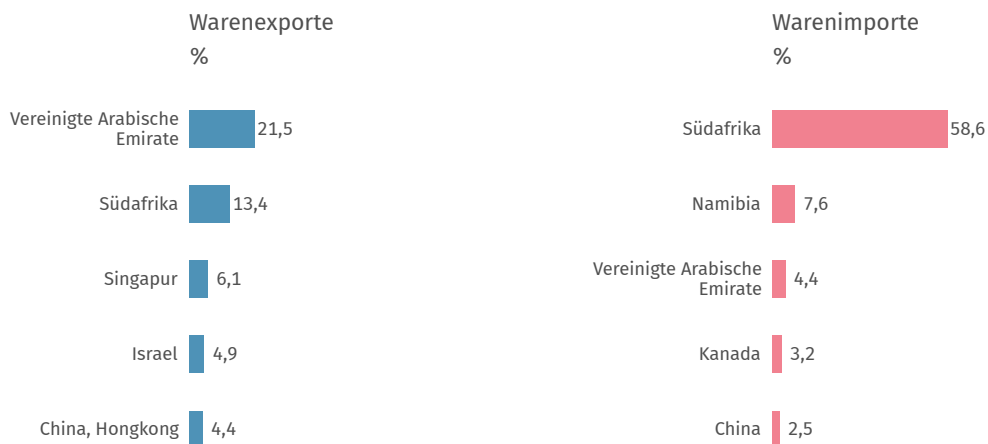 Warenexporte
%
Vereinigte Arabische
Emirate
21,5
Südafrika
13,4
Singapur
6,1
Israel
4,9
China, Hongkong
4,4
Warenimporte
%
Südafrika
58,6
Namibia
7,6
Vereinigte Arabische
Emirate
4,4
Kanada
3,2
China
2,5